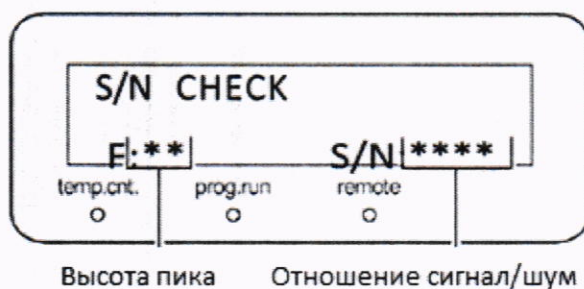 S/N CHECK
F:** S/N:****
temp.cnt. prog.run remote
Высота пика Отношение сигнал/шум